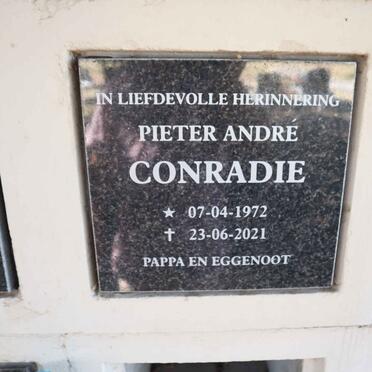 IN LIEFDEVOLLE HERINNERING
PIETER ANDRÉ
CONRADIE
★ 07-04-1972
✝ 23-06-2021
PAPPA EN EGGENOOT